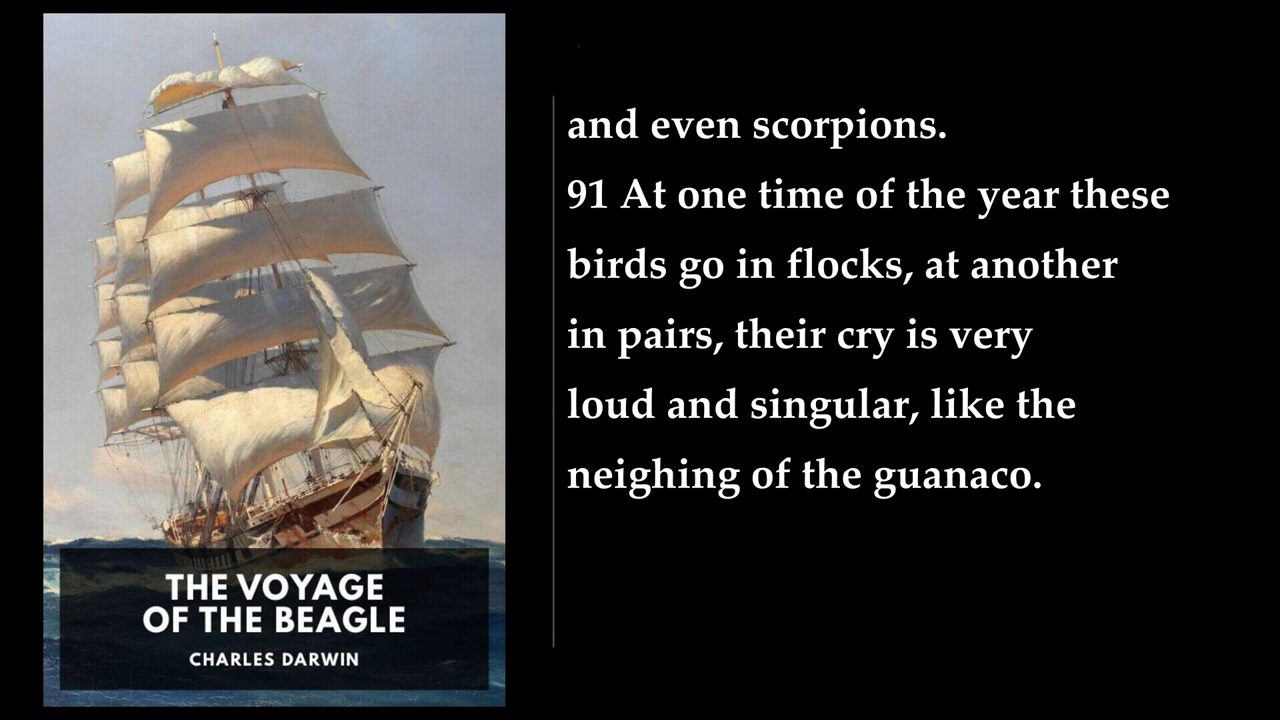 THE VOYAGE
OF THE BEAGLE
CHARLES DARWIN
and even scorpions.
91 At one time of the year these
birds go in flocks, at another
in pairs, their cry is very
loud and singular, like the
neighing of the guanaco.